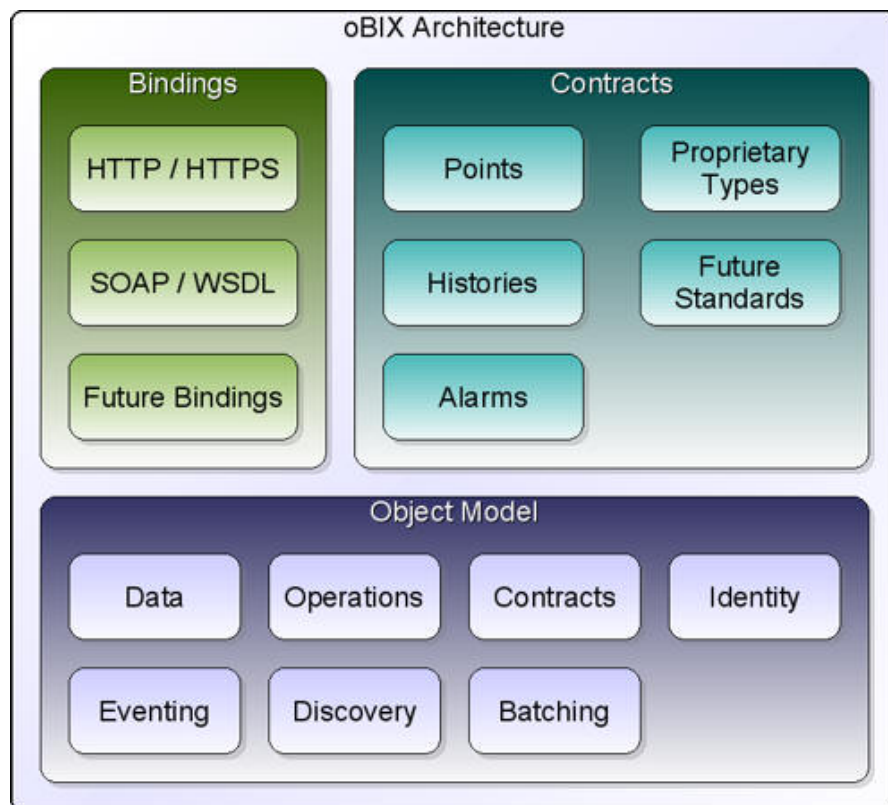 oBIX Architecture
Bindings
HTTP / HTTPS
SOAP / WSDL
Future Bindings
Contracts
Points
Proprietary
Types
Histories
Future
Standards
Alarms
Object Model
Data
Operations
Contracts
Identity
Eventing
Discovery
Batching